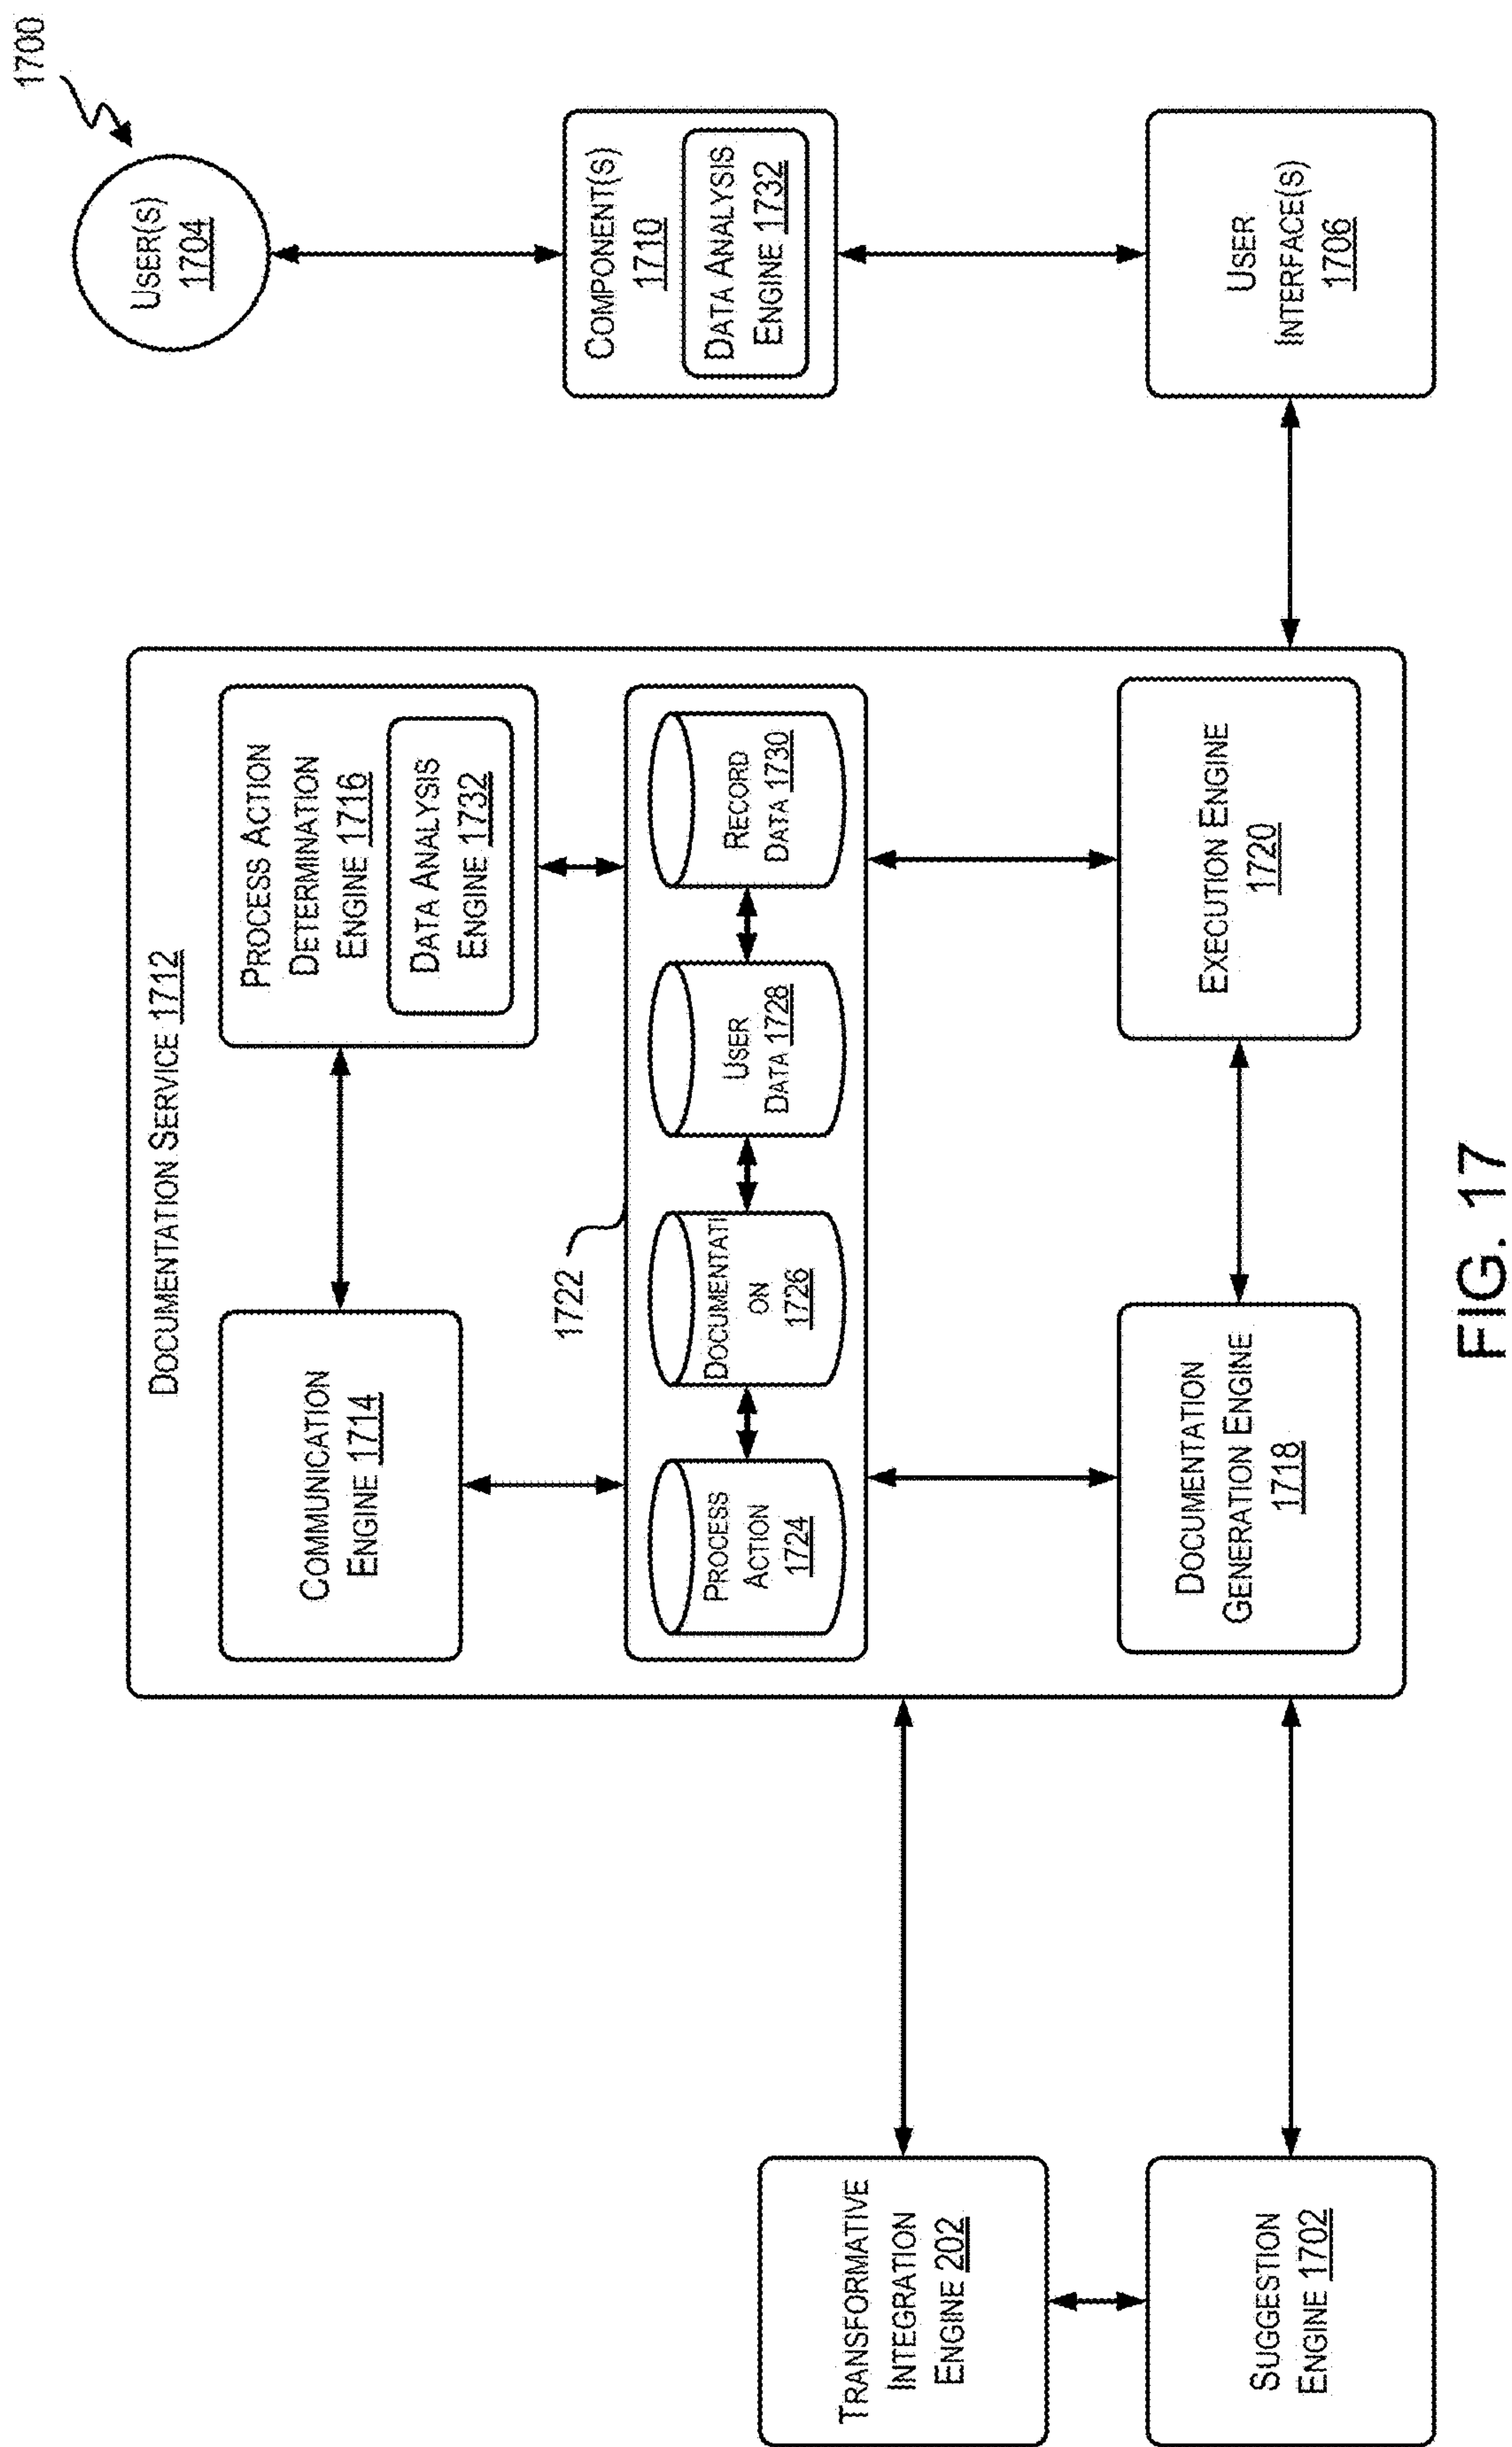 1700
DOCUMENTATION SERVICE 1712
USER(S)
1704
COMMUNICATION
ENGINE 1714
PROCESS ACTION
DETERMINATION
ENGINE 1716
DATA ANALYSIS
ENGINE 1732
COMPONENT(S)
1710
DATA ANALYSIS
ENGINE 1732
1722
PROCESS
ACTION
1724
DOCUMENTATI
ON
1726
USER
DATA 1728
RECORD
DATA 1730
TRANSFORMATIVE
INTEGRATION
ENGINE 202
SUGGESTION
ENGINE 1702
DOCUMENTATION
GENERATION ENGINE
1718
EXECUTION ENGINE
1720
USER
INTERFACE(S)
1706
FIG. 17